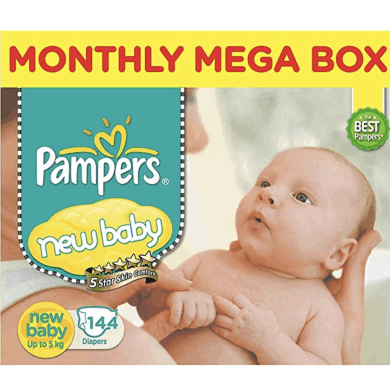 MONTHLY MEGA BOX
BEST
Pampers
Pampers®
new baby
5 Star Skin Comfort
new
baby
Up to 5 kg
144
Diapers